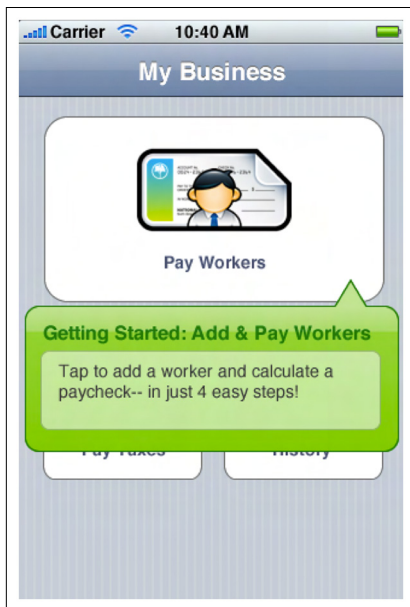 Carrier 10:40 AM
My Business
Pay Workers
Getting Started: Add & Pay Workers
Tap to add a worker and calculate a
paycheck-- in just 4 easy steps!
Pay Taxes History